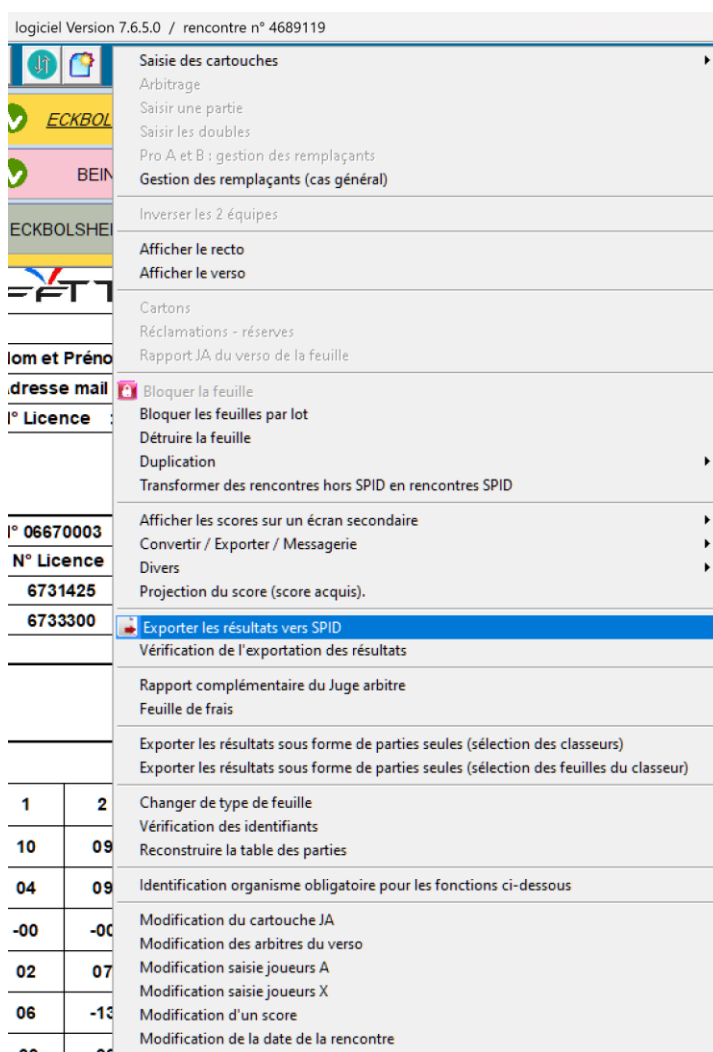 logiciel Version 7.6.5.0 / rencontre n° 4689119
Saisie des cartouches
Arbitrage
Saisir une partie
ECKBOL
Saisir les doubles
Pro A et B : gestion des remplaçants
BEIN
Gestion des remplaçants (cas général)
Inverser les 2 équipes
ECKBOLSHEI
Afficher le recto
Afficher le verso
FFTT
Cartons
Réclamations - réserves
Rapport JA du verso de la feuille
lom et Préno
dresse mail
Bloquer la feuille
Bloquer les feuilles par lot
° Licence :
Détruire la feuille
Duplication
Transformer des rencontres hors SPID en rencontres SPID
Afficher les scores sur un écran secondaire
° 06670003
Convertir / Exporter / Messagerie
N° Licence
Divers
6731425
Projection du score (score acquis).
6733300
Exporter les résultats vers SPID
Vérification de l'exportation des résultats
Rapport complémentaire du Juge arbitre
Feuille de frais
Exporter les résultats sous forme de parties seules (sélection des classeurs)
Exporter les résultats sous forme de parties seules (sélection des feuilles du classeur)
1 2
Changer de type de feuille
Vérification des identifiants
10 09
Reconstruire la table des parties
04 09
Identification organisme obligatoire pour les fonctions ci-dessous
-00 -00
Modification du cartouche JA
Modification des arbitres du verso
02 07
Modification saisie joueurs A
Modification saisie joueurs X
06 -13
Modification d'un score
Modification de la date de la rencontre